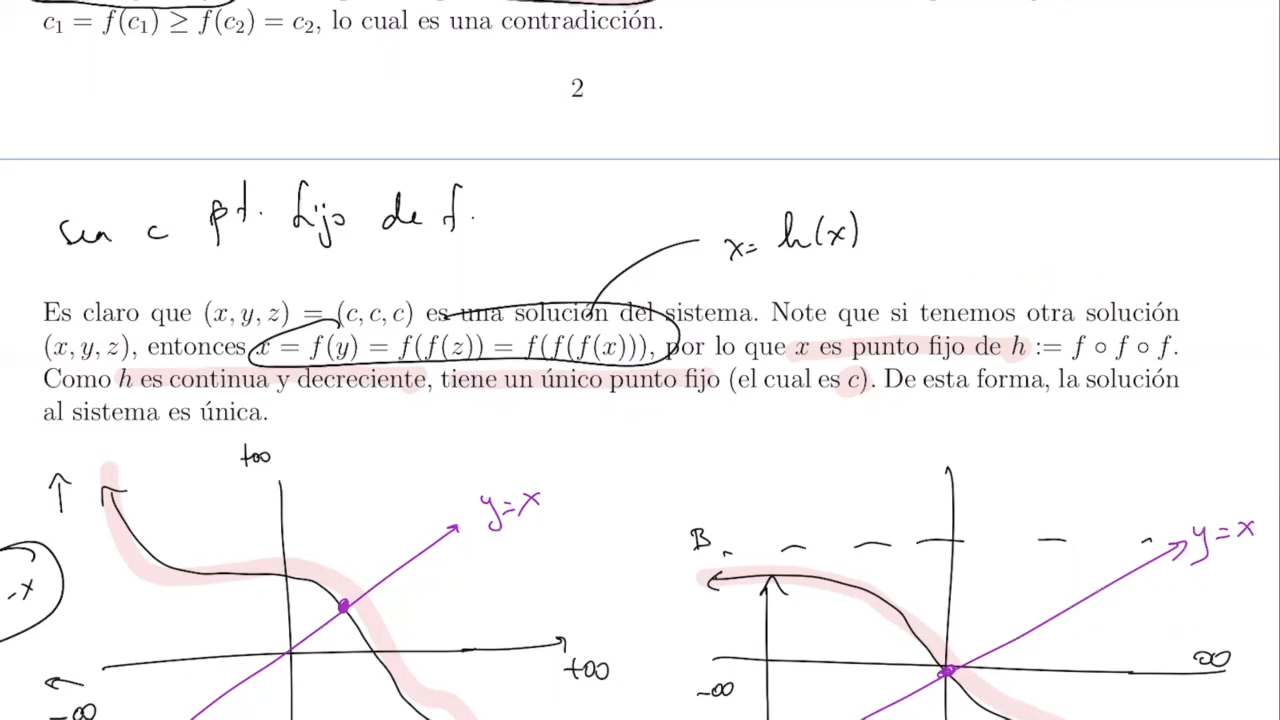 c₁ = f(c₁) ≥ f(c₂) = c₂, lo cual es una contradicción.
2
sea c pt. fijo de f.
x = h(x)
Es claro que (x, y, z) = (c, c, c) es una solución del sistema. Note que si tenemos otra solución
(x, y, z), entonces x = f(y) = f(f(z)) = f(f(f(x))), por lo que x es punto fijo de h := f ∘ f ∘ f.
Como h es continua y decreciente, tiene un único punto fijo (el cual es c). De esta forma, la solución
al sistema es única.
+∞
y=x
B
y=x
-x
+∞
∞
-∞
-∞